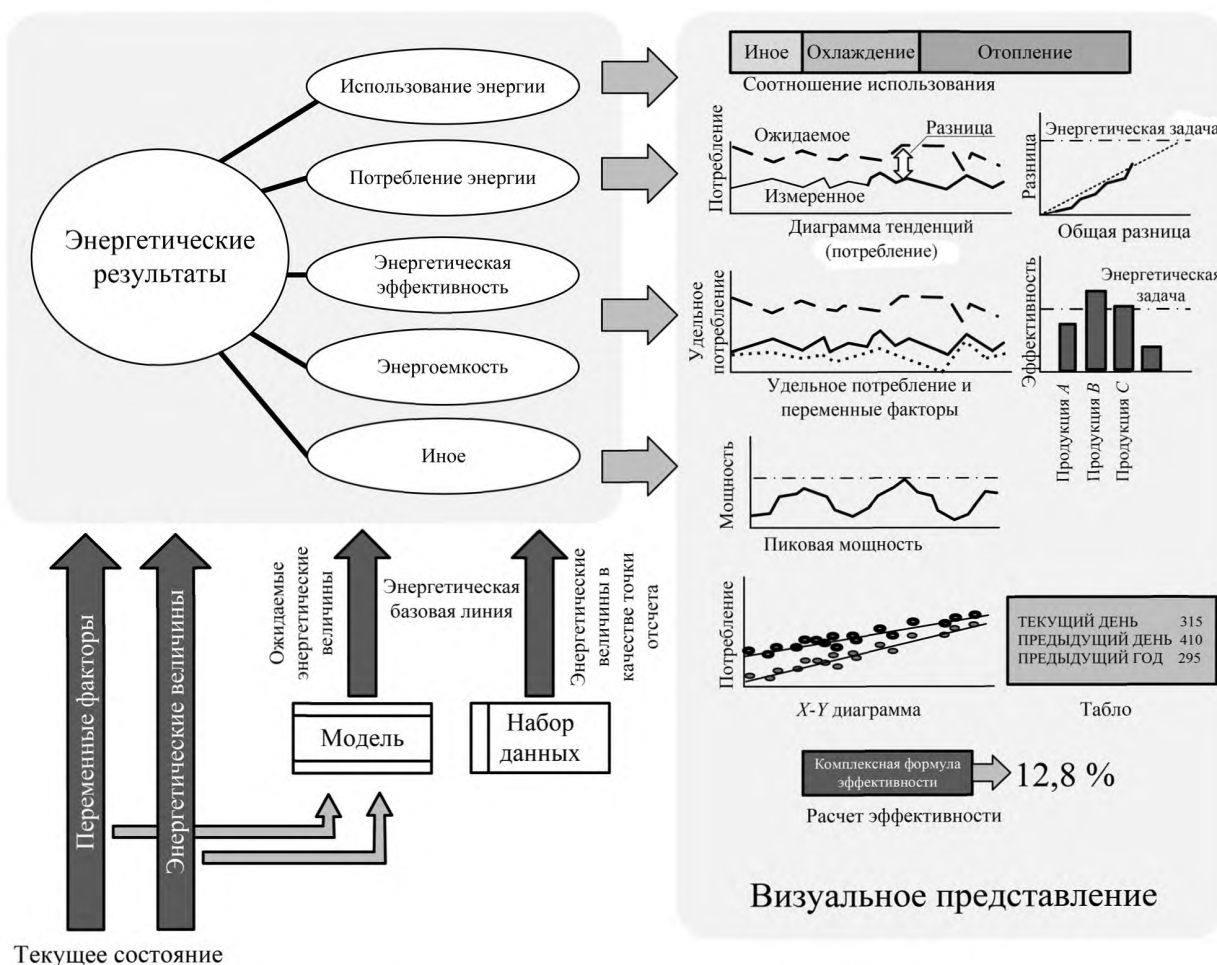 Энергетические
результаты
Использование энергии
Потребление энергии
Энергетическая
эффективность
Энергоемкость
Иное
Переменные факторы
Энергетические величины
Ожидаемые
энергетические
величины
Энергетическая
базовая линия
Энергетические
величины в
качестве точки
отсчета
Модель
Набор
данных
Текущее состояние
Иное
Охлаждение
Отопление
Соотношение использования
Потребление
Ожидаемое
Разница
Измеренное
Диаграмма тенденций
(потребление)
Разница
Энергетическая задача
Общая разница
Удельное
потребление
Удельное потребление и
переменные факторы
Эффективность
Энергетическая
задача
Продукция A
Продукция B
Продукция C
Мощность
Пиковая мощность
Потребление
X-Y диаграмма
ТЕКУЩИЙ ДЕНЬ 315
ПРЕДЫДУЩИЙ ДЕНЬ 410
ПРЕДЫДУЩИЙ ГОД 295
Табло
Комплексная формула
эффективности
12,8 %
Расчет эффективности
Визуальное представление